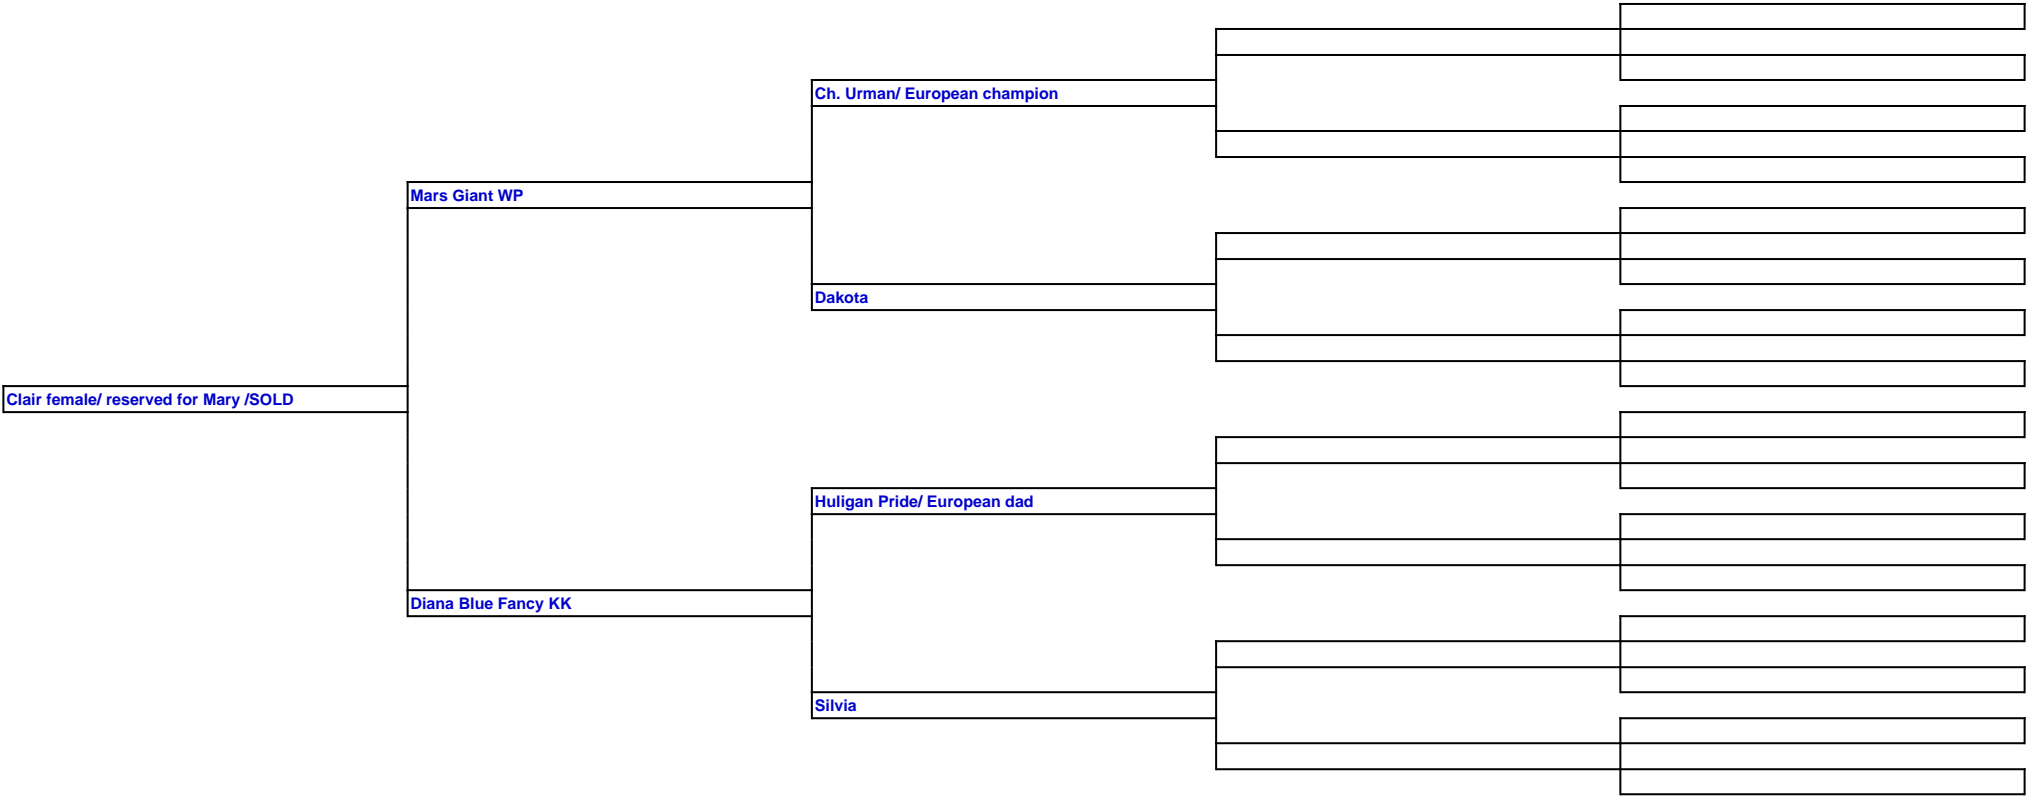 Ch. Urman/ European champion
Mars Giant WP
Dakota
Clair female/ reserved for Mary /SOLD
Huligan Pride/ European dad
Diana Blue Fancy KK
Silvia